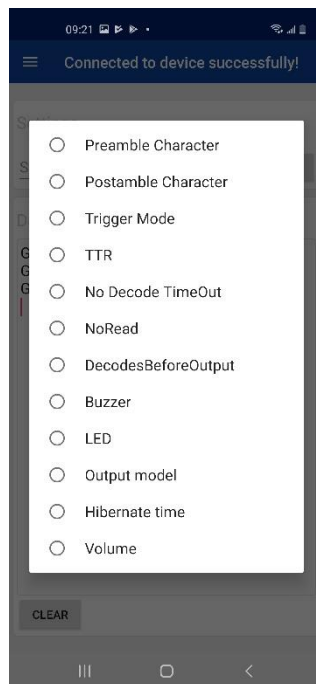 09:21
Connected to device successfully!
Preamble Character
Postamble Character
Trigger Mode
TTR
No Decode TimeOut
NoRead
DecodesBeforeOutput
Buzzer
LED
Output model
Hibernate time
Volume
CLEAR